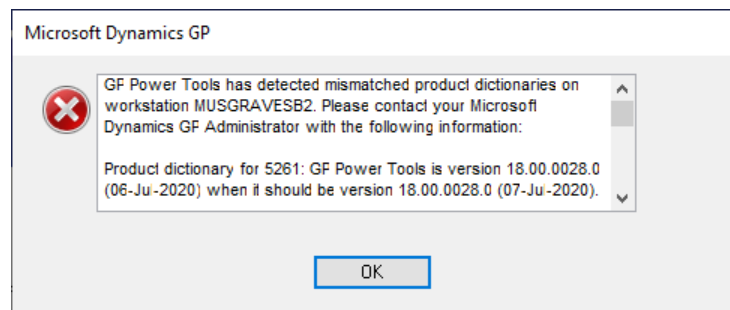 Microsoft Dynamics GP
GP Power Tools has detected mismatched product dictionaries on
workstation MUSGRAVESB2. Please contact your Microsoft
Dynamics GP Administrator with the following information:
Product dictionary for 5261: GP Power Tools is version 18.00.0028.0
(06-Jul-2020) when it should be version 18.00.0028.0 (07-Jul-2020).
OK